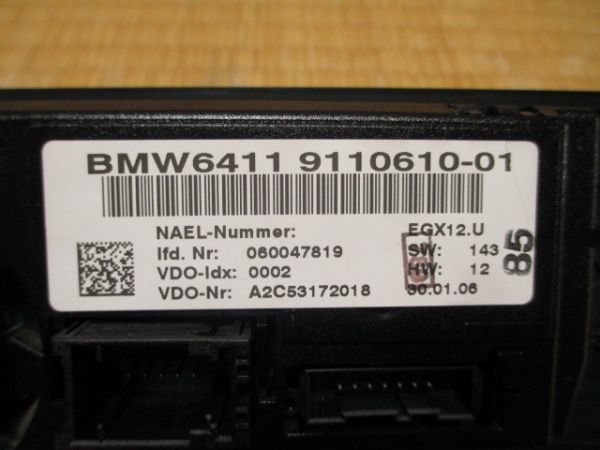 BMW6411 9110610-01
NAEL-Nummer: EGX12.U
lfd. Nr: 060047819 SW: 143
VDO-Idx: 0002 HW: 12
VDO-Nr: A2C53172018 30.01.06
85